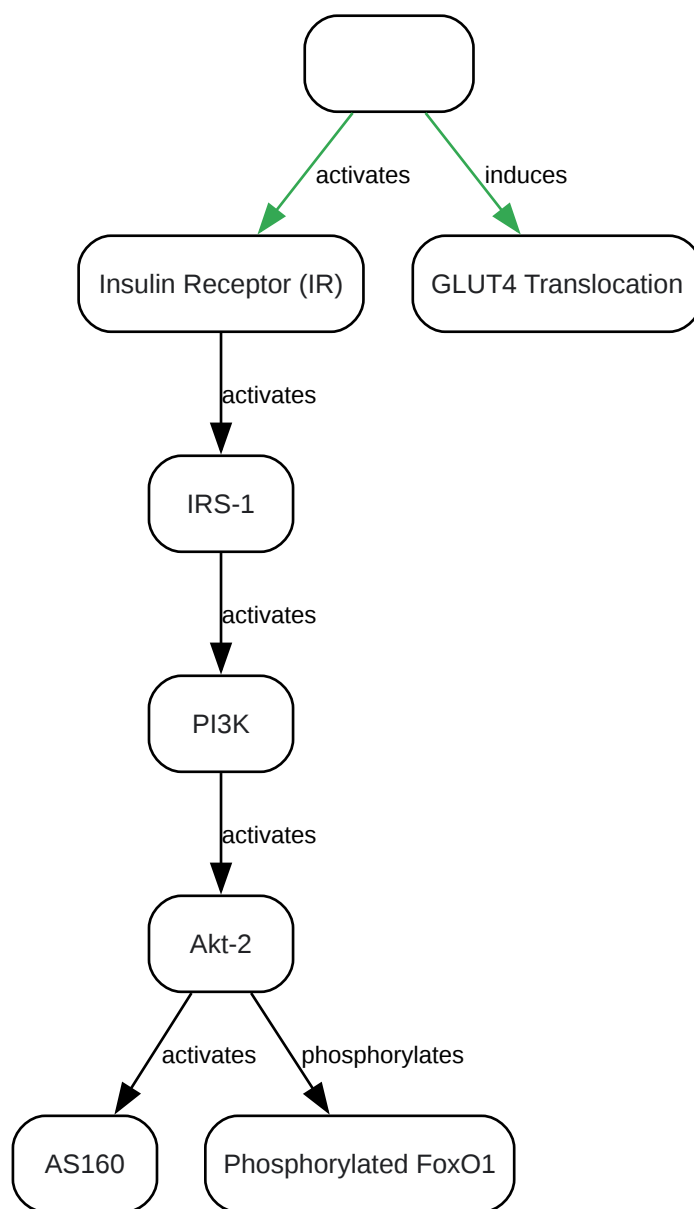 activates
induces
Insulin Receptor (IR)
GLUT4 Translocation
activates
IRS-1
activates
PI3K
activates
Akt-2
activates
phosphorylates
AS160
Phosphorylated FoxO1